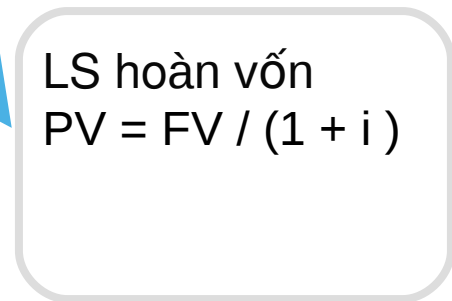 LS hoàn vốn
PV = FV / (1 + i )